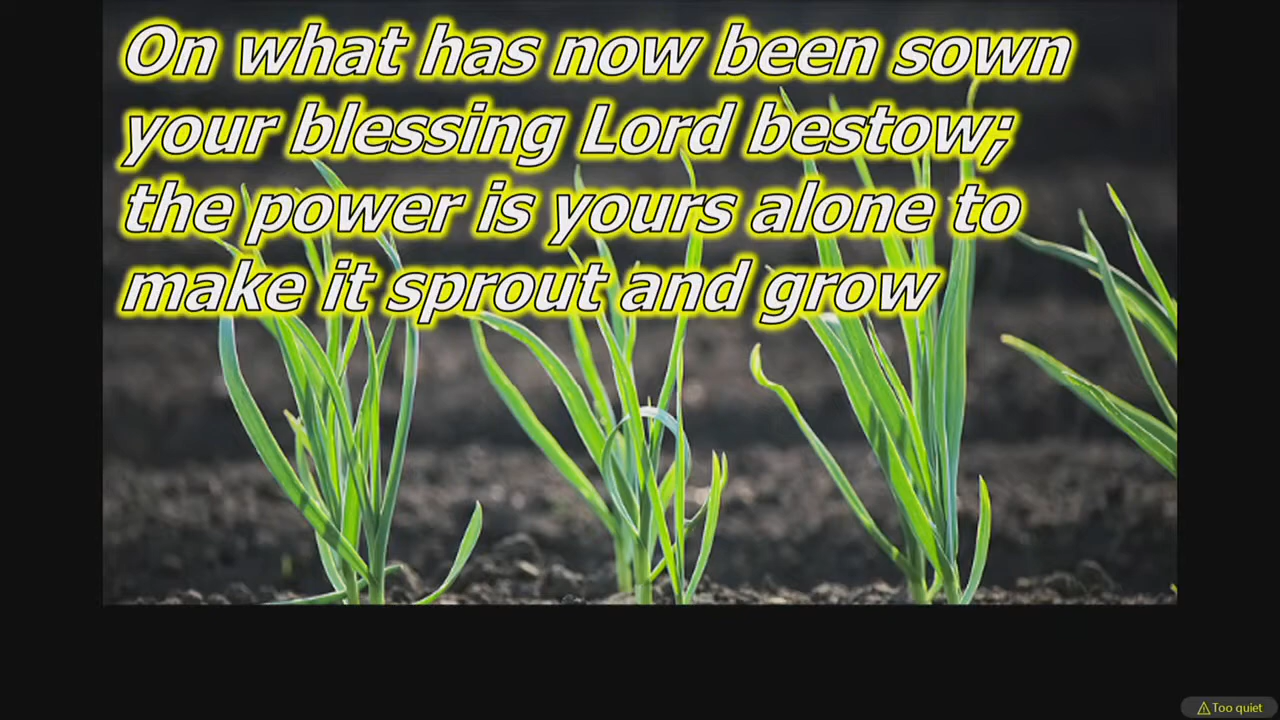 On what has now been sown
your blessing Lord bestow;
the power is yours alone to
make it sprout and grow
Too quiet